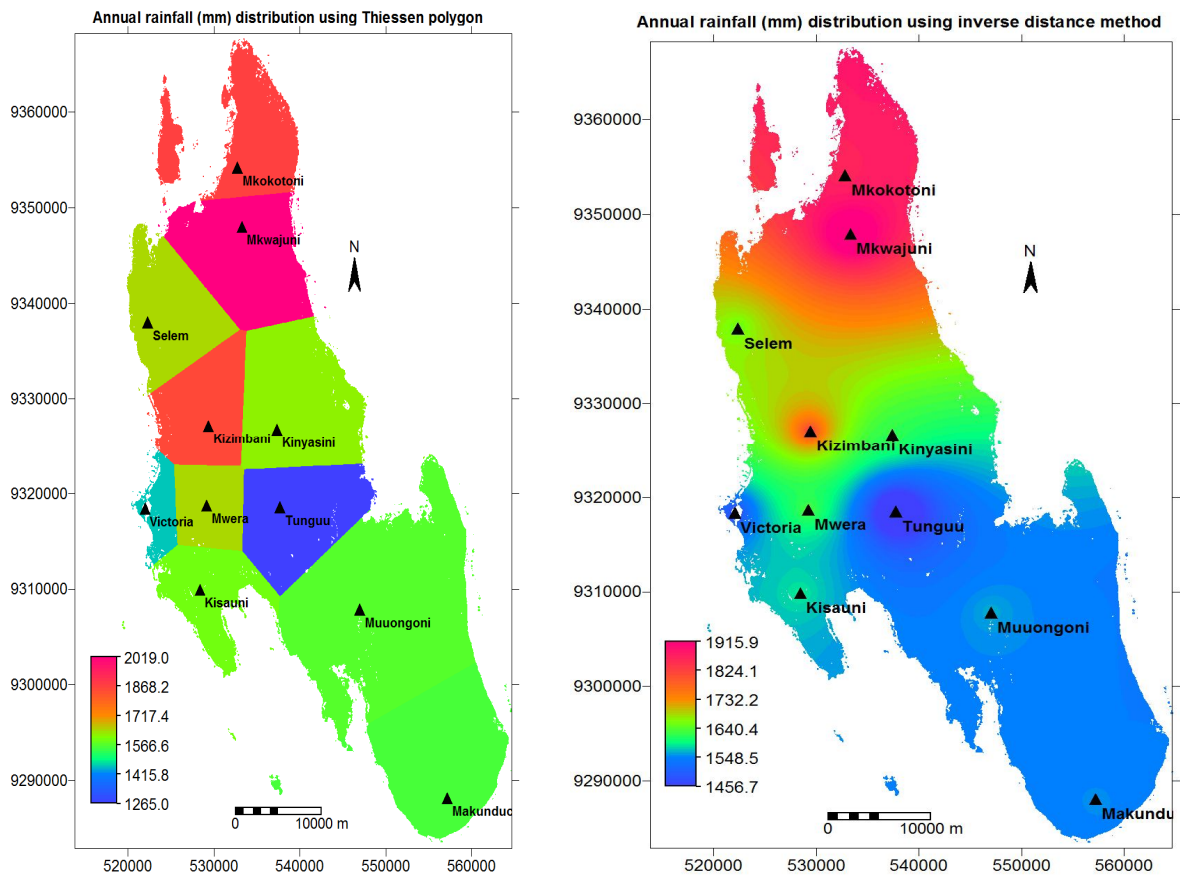 Annual rainfall (mm) distribution using Thiessen polygon
9360000
9350000
9340000
9330000
9320000
9310000
9300000
9290000
520000
530000
540000
550000
560000
N
Mkokotoni
Mkwajuni
Selem
Kizimbani
Kinyasini
Victoria
Mwera
Tunguu
Kisauni
Muuongoni
Makunduc
2019.0
1868.2
1717.4
1566.6
1415.8
1265.0
0 10000 m
Annual rainfall (mm) distribution using inverse distance method
9360000
9350000
9340000
9330000
9320000
9310000
9300000
9290000
520000
530000
540000
550000
560000
N
Mkokotoni
Mkwajuni
Selem
Kizimbani
Kinyasini
Victoria
Mwera
Tunguu
Kisauni
Muuongoni
Makundu
1915.9
1824.1
1732.2
1640.4
1548.5
1456.7
0 10000 m